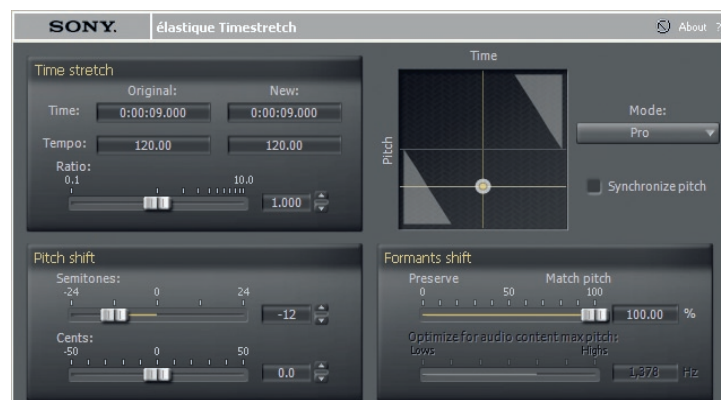 SONY. élastique Timestretch About ?
Time stretch
Original: New:
Time: 0:00:09.000 0:00:09.000
Tempo: 120.00 120.00
Ratio:
0.1 10.0
1.000
Time
Pitch
Mode:
Pro
Synchronize pitch
Pitch shift
Semitones:
-24 0 24
-12
Cents:
-50 0 50
0.0
Formants shift
Preserve Match pitch
0 50 100
100.00 %
Optimize for audio content max pitch:
Lows Highs
1,378 Hz